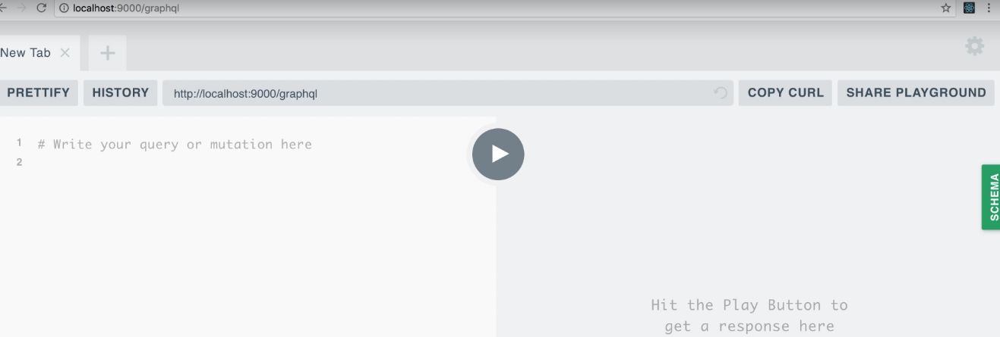 localhost:9000/graphql
New Tab
PRETTIFY HISTORY http://localhost:9000/graphql COPY CURL SHARE PLAYGROUND
1 # Write your query or mutation here
2
SCHEMA
Hit the Play Button to
get a response here